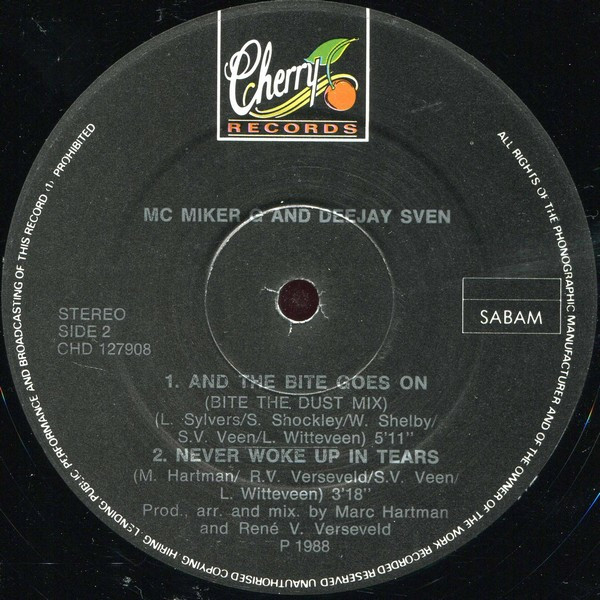 Cherry
RECORDS
MC MIKER G AND DEEJAY SVEN
STEREO
SIDE 2
CHD 127908
SABAM
1. AND THE BITE GOES ON
(BITE THE DUST MIX)
(L. Sylvers/S. Shockley/W. Shelby/
S.V. Veen/L. Witteveen) 5'11"
2. NEVER WOKE UP IN TEARS
(M. Hartman/ R.V. Verseveld/S.V. Veen/
L. Witteveen) 3'18"
Prod., arr. and mix. by Marc Hartman
and René V. Verseveld
P 1988
ALL RIGHTS OF THE PHONOGRAPHIC MANUFACTURER AND OF THE OWNER OF THE WORK RECORDED RESERVED UNAUTHORISED COPYING HIRING, LENDING, PUBLIC PERFORMANCE AND BROADCASTING OF THIS RECORD (1) PROHIBITED